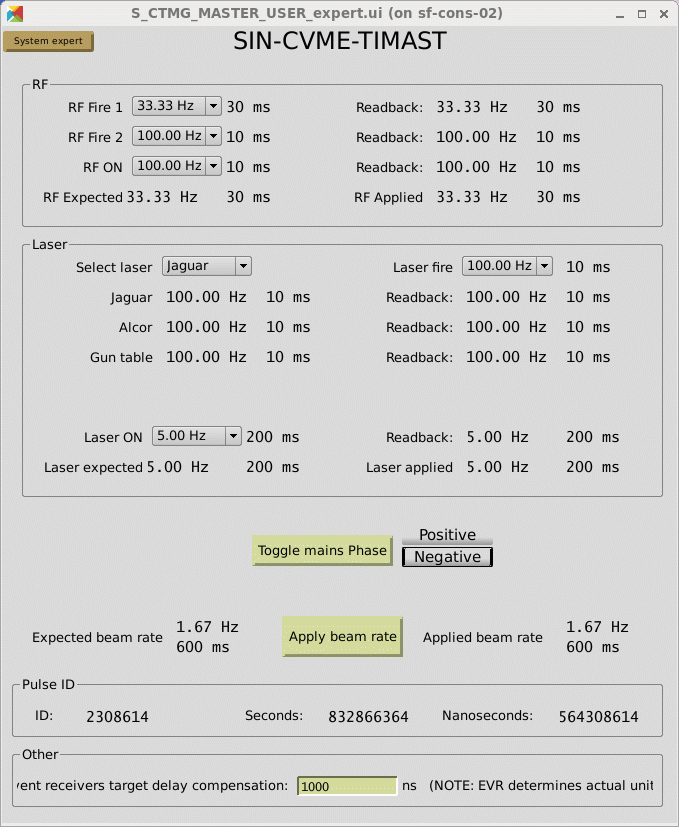 S_CTMG_MASTER_USER_expert.ui (on sf-cons-02)
System expert
SIN-CVME-TIMAST
RF
RF Fire 1 33.33 Hz 30 ms Readback: 33.33 Hz 30 ms
RF Fire 2 100.00 Hz 10 ms Readback: 100.00 Hz 10 ms
RF ON 100.00 Hz 10 ms Readback: 100.00 Hz 10 ms
RF Expected 33.33 Hz 30 ms RF Applied 33.33 Hz 30 ms
Laser
Select laser Jaguar Laser fire 100.00 Hz 10 ms
Jaguar 100.00 Hz 10 ms Readback: 100.00 Hz 10 ms
Alcor 100.00 Hz 10 ms Readback: 100.00 Hz 10 ms
Gun table 100.00 Hz 10 ms Readback: 100.00 Hz 10 ms
Laser ON 5.00 Hz 200 ms Readback: 5.00 Hz 200 ms
Laser expected 5.00 Hz 200 ms Laser applied 5.00 Hz 200 ms
Positive
Toggle mains Phase
Negative
Expected beam rate 1.67 Hz 600 ms Apply beam rate Applied beam rate 1.67 Hz 600 ms
Pulse ID
ID: 2308614 Seconds: 832866364 Nanoseconds: 564308614
Other
vent receivers target delay compensation: 1000 ns (NOTE: EVR determines actual unit